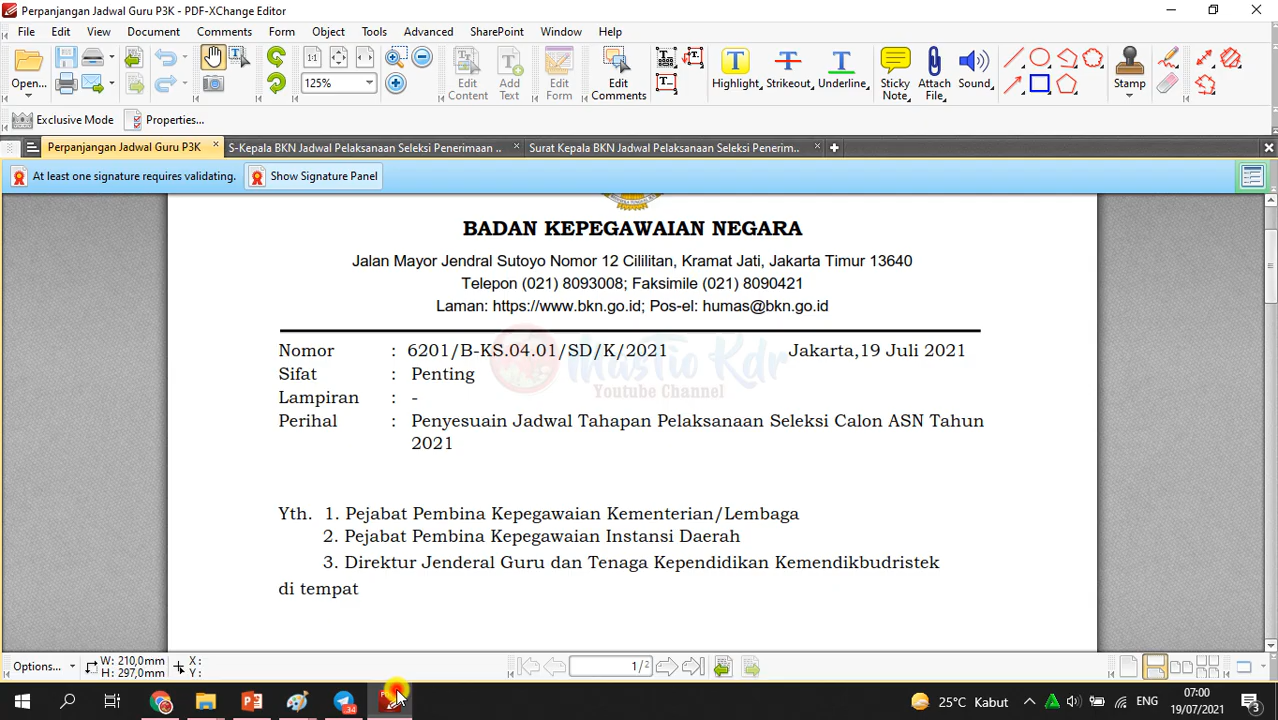 Perpanjangan Jadwal Guru P3K - PDF-XChange Editor
File Edit View Document Comments Form Object Tools Advanced SharePoint Window Help
Open... 125% Edit Content Add Text Edit Form Edit Comments Highlight Strikeout Underline Sticky Note Attach File Sound Stamp
Exclusive Mode Properties...
Perpanjangan Jadwal Guru P3K S-Kepala BKN Jadwal Pelaksanaan Seleksi Penerimaan .. Surat Kepala BKN Jadwal Pelaksanaan Seleksi Penerim..
At least one signature requires validating. Show Signature Panel
BADAN KEPEGAWAIAN NEGARA
Jalan Mayor Jendral Sutoyo Nomor 12 Cililitan, Kramat Jati, Jakarta Timur 13640
Telepon (021) 8093008; Faksimile (021) 8090421
Laman: https://www.bkn.go.id; Pos-el: humas@bkn.go.id
Nomor : 6201/B-KS.04.01/SD/K/2021 Jakarta,19 Juli 2021
MasTio Kdr
Sifat : Penting
Youtube Channel
Lampiran : -
Perihal : Penyesuain Jadwal Tahapan Pelaksanaan Seleksi Calon ASN Tahun
2021
Yth. 1. Pejabat Pembina Kepegawaian Kementerian/Lembaga
2. Pejabat Pembina Kepegawaian Instansi Daerah
3. Direktur Jenderal Guru dan Tenaga Kependidikan Kemendikbudristek
di tempat
Options... W: 210,0mm H: 297,0mm X: Y: 1/2
34 25°C Kabut ENG 07:00 19/07/2021 3